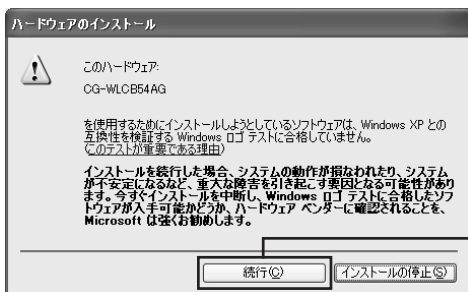 ハードウェアのインストール
このハードウェア:
CG-WLCB54AG
を使用するためにインストールしようとしているソフトウェアは、Windows XP との
互換性を検証する Windows ロゴ テストに合格していません。
(このテストが重要である理由)
インストールを続行した場合、システムの動作が損なわれたり、システム
が不安定になるなど、重大な障害を引き起こす要因となる可能性があり
ます。今すぐインストールを中断し、Windows ロゴ テストに合格したソフ
トウェアが入手可能かどうか、ハードウェア ベンダーに確認されることを、
Microsoft は強くお勧めします。
続行(C)
インストールの停止(S)